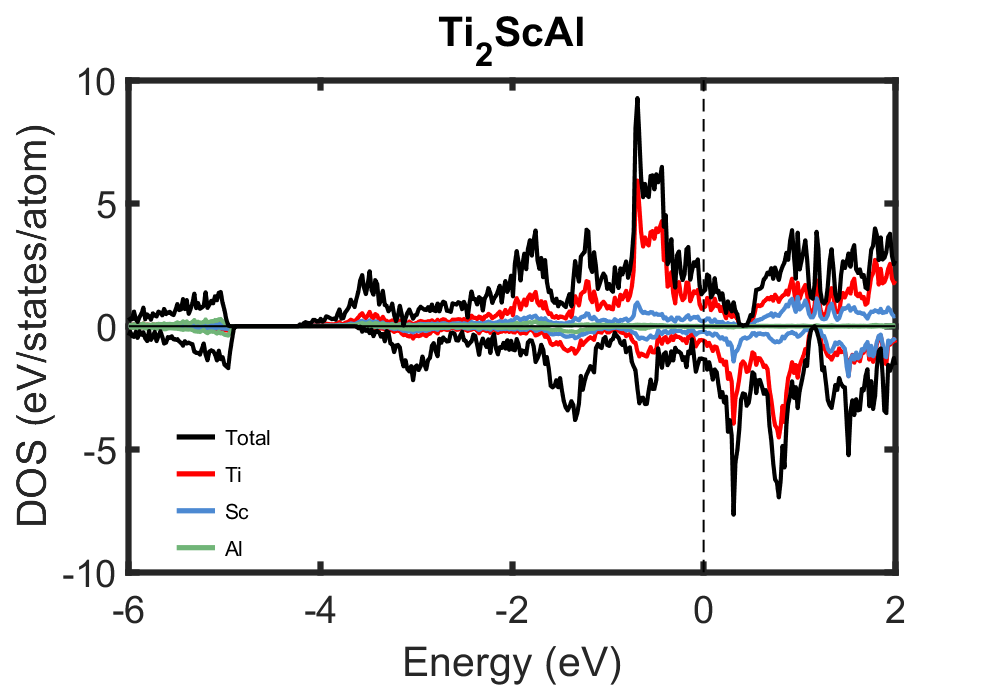 Ti₂ScAl
DOS (eV/states/atom)
10
5
0
-5
-10
Total
Ti
Sc
Al
-6 -4 -2 0 2
Energy (eV)